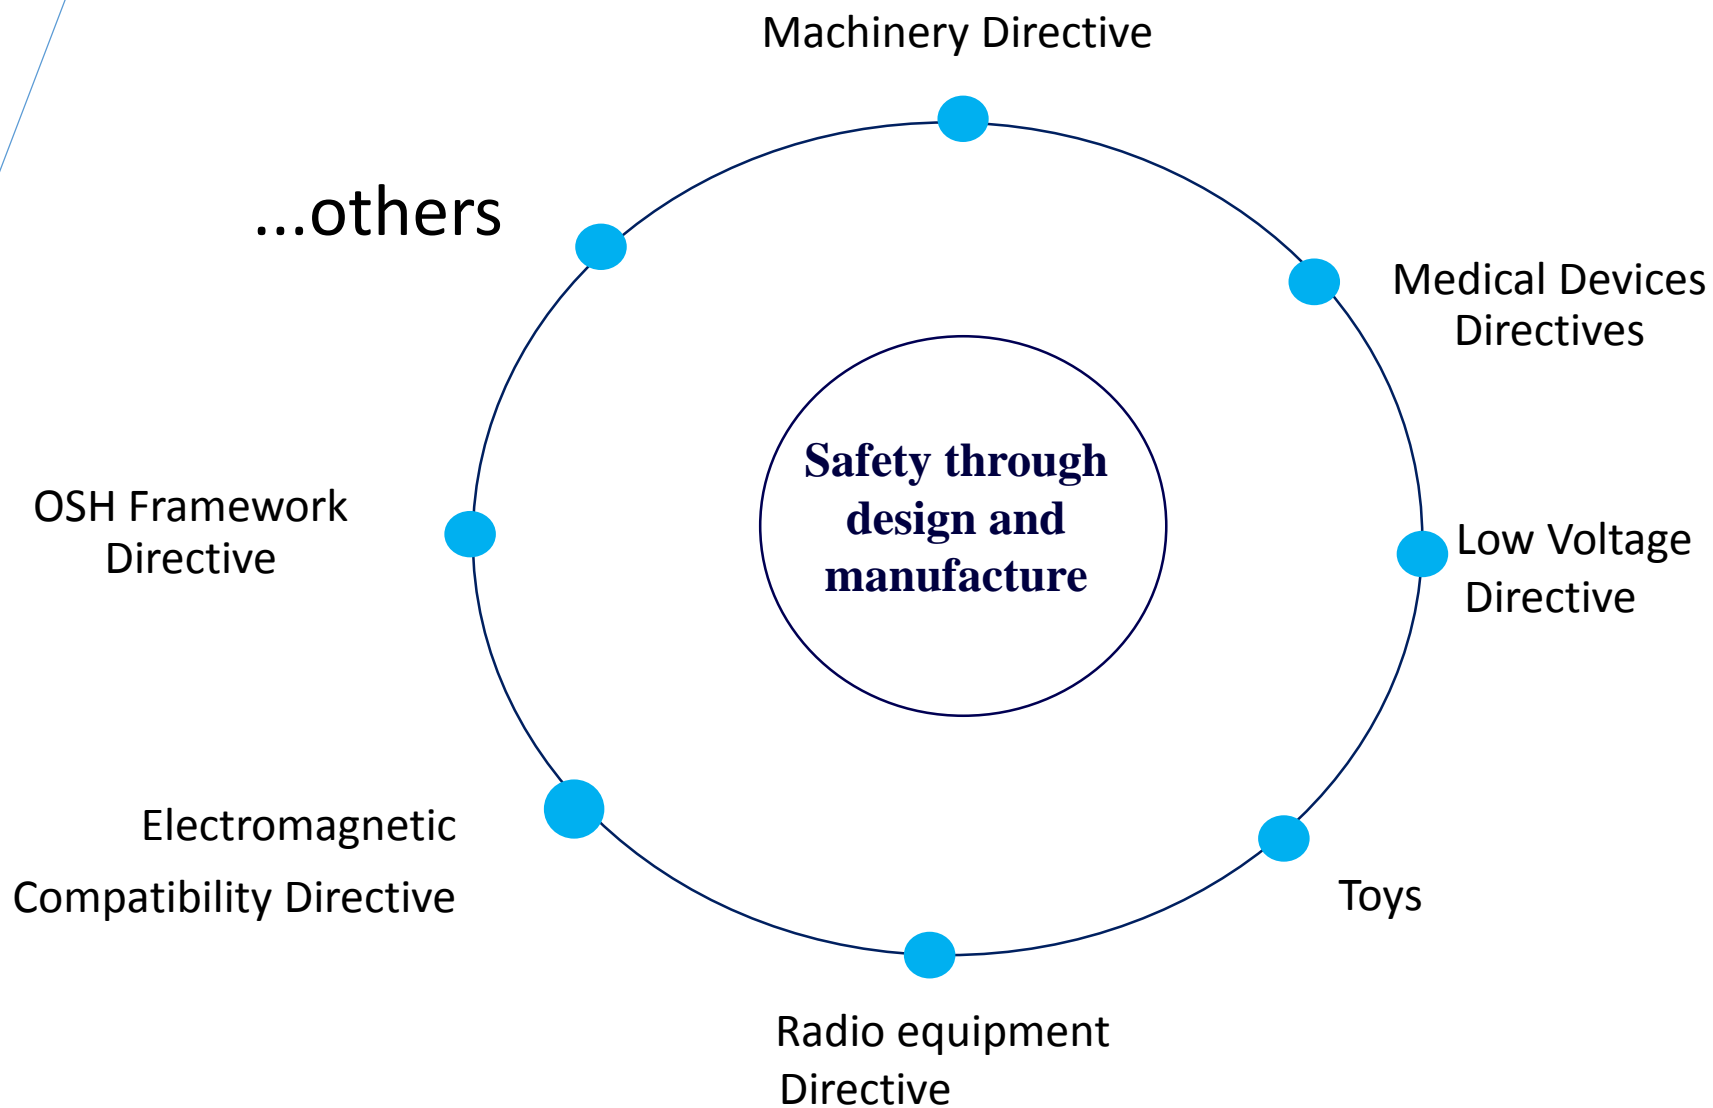 Machinery Directive
...others
Medical Devices
Directives
Safety through
design and
manufacture
OSH Framework
Directive
Low Voltage
Directive
Electromagnetic
Compatibility Directive
Toys
Radio equipment
Directive